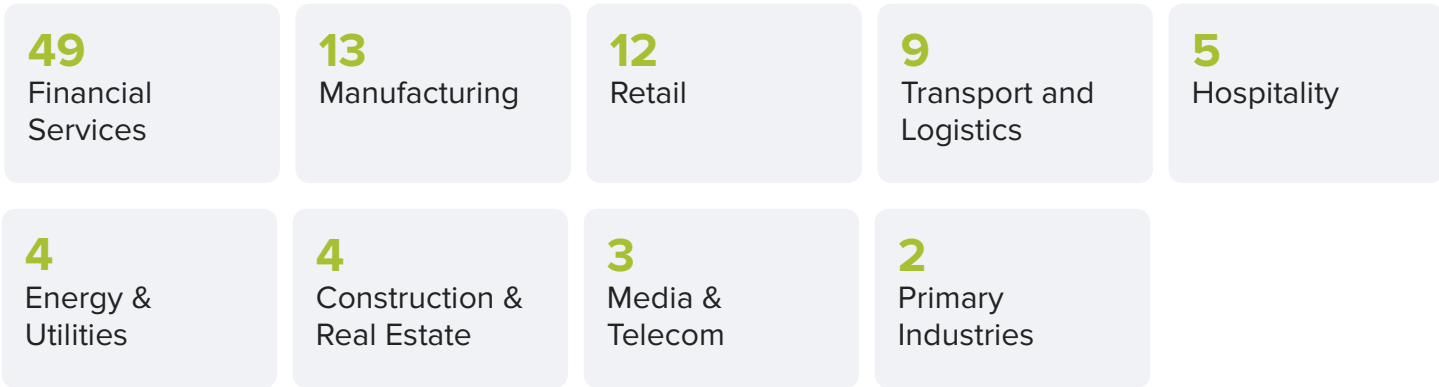 49
Financial
Services
13
Manufacturing
12
Retail
9
Transport and
Logistics
5
Hospitality
4
Energy &
Utilities
4
Construction &
Real Estate
3
Media &
Telecom
2
Primary
Industries